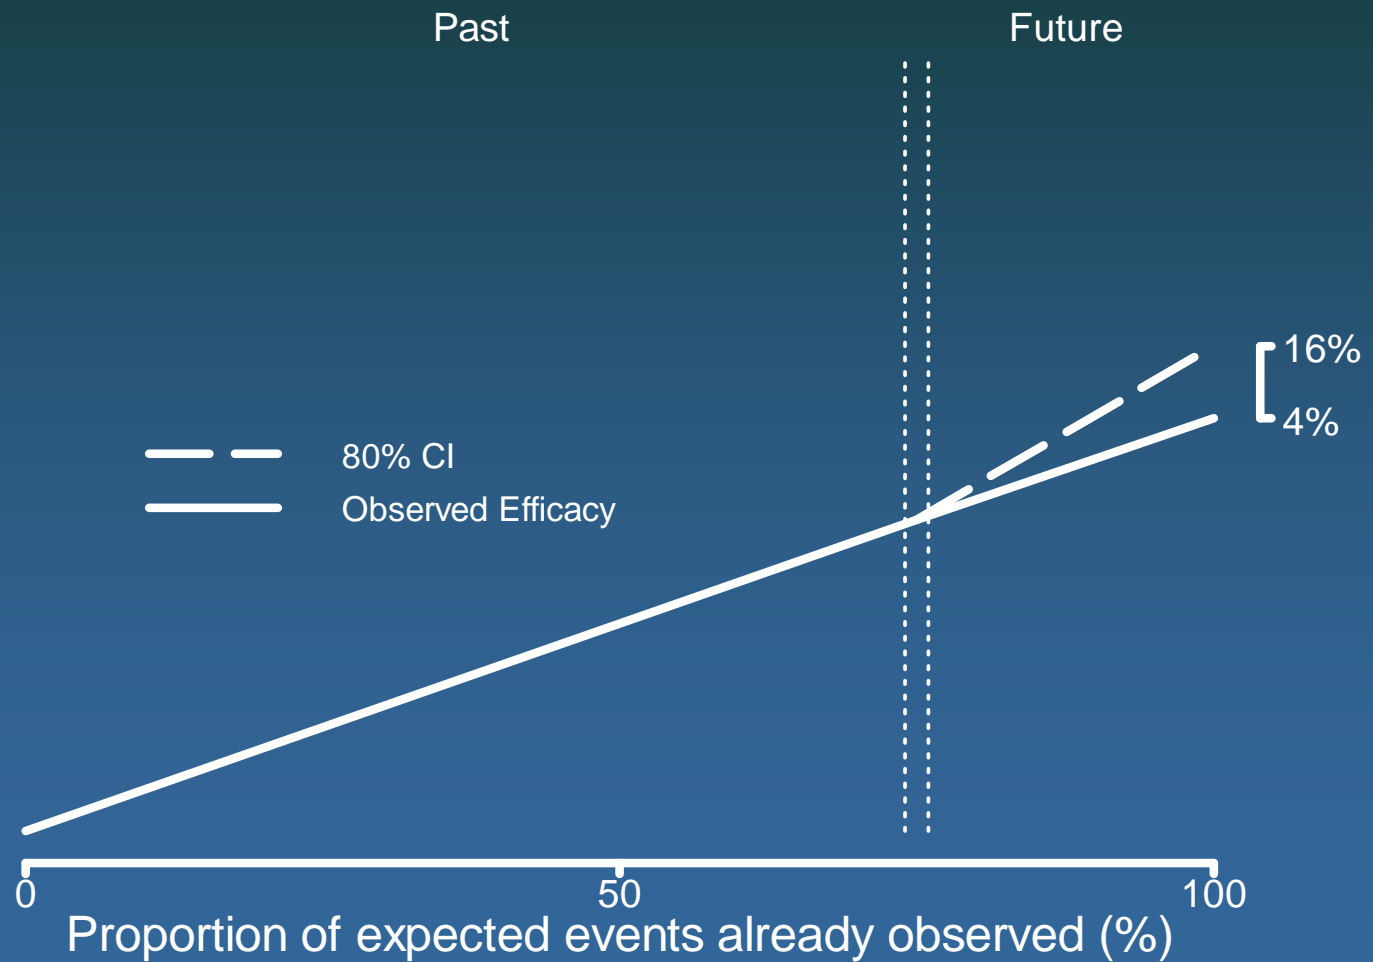 Past
Future
16%
4%
80% CI
Observed Efficacy
0
50
100
Proportion of expected events already observed (%)